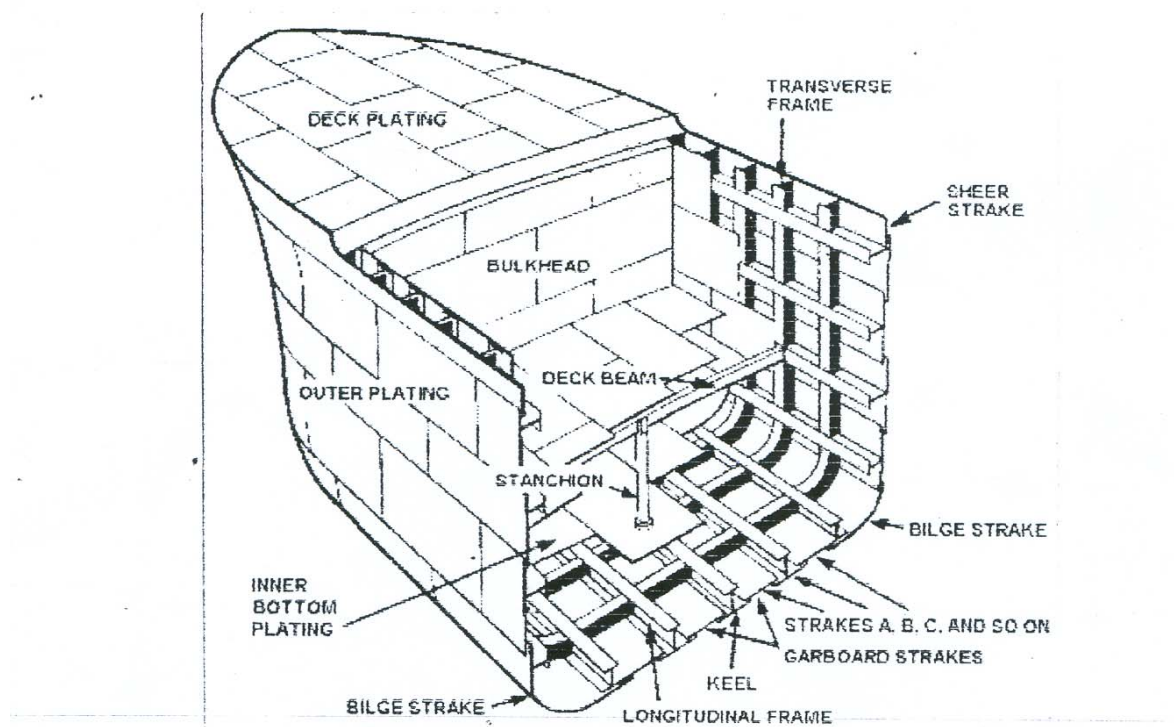 TRANSVERSE
FRAME
DECK PLATING
SHEER
STRAKE
BULKHEAD
DECK BEAM
OUTER PLATING
STANCHION
BILGE STRAKE
INNER
BOTTOM
PLATING
STRAKES A, B, C, AND SO ON
GARBOARD STRAKES
KEEL
BILGE STRAKE
LONGITUDINAL FRAME